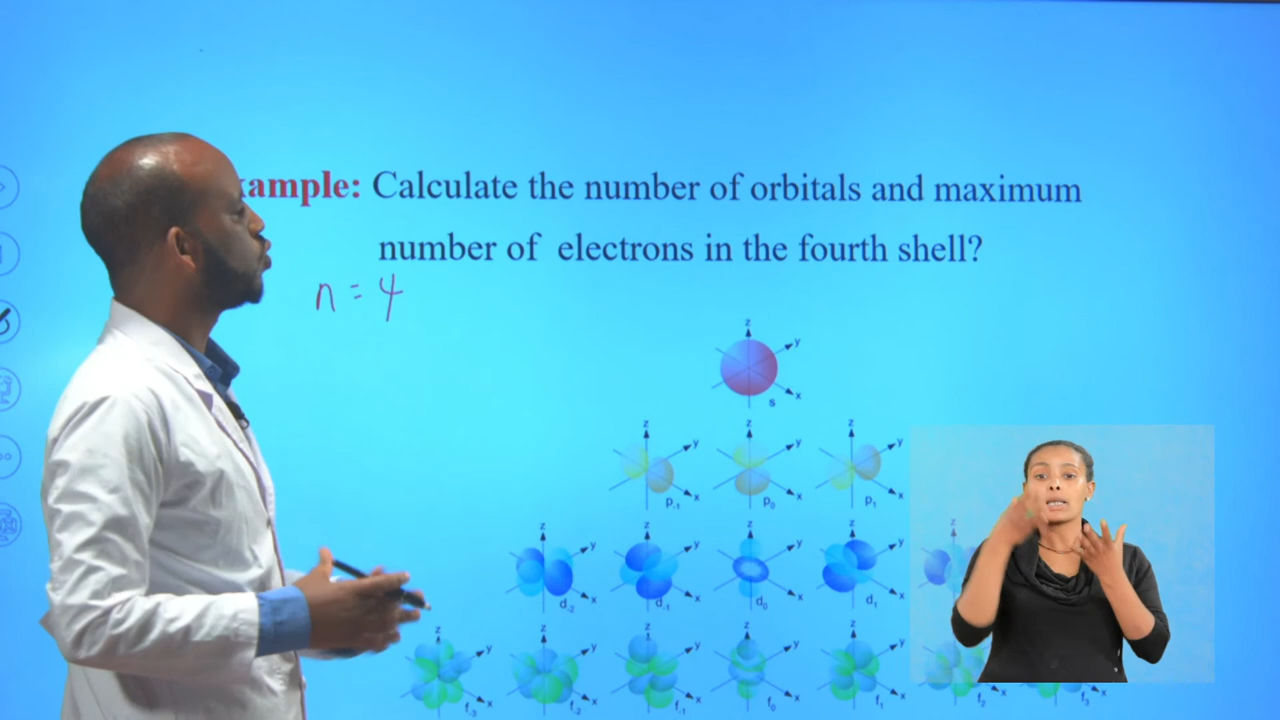 xample: Calculate the number of orbitals and maximum
number of electrons in the fourth shell?
n = 4
z
y
x
s
z y x p-1 z y x p0 z y x p1
z y x d-2 z y x d-1 z y x d0 z y x d1 z
z y x f-3 z y x f-2 z y x f-1 z y x f0 z y x f1 x f2 x f3